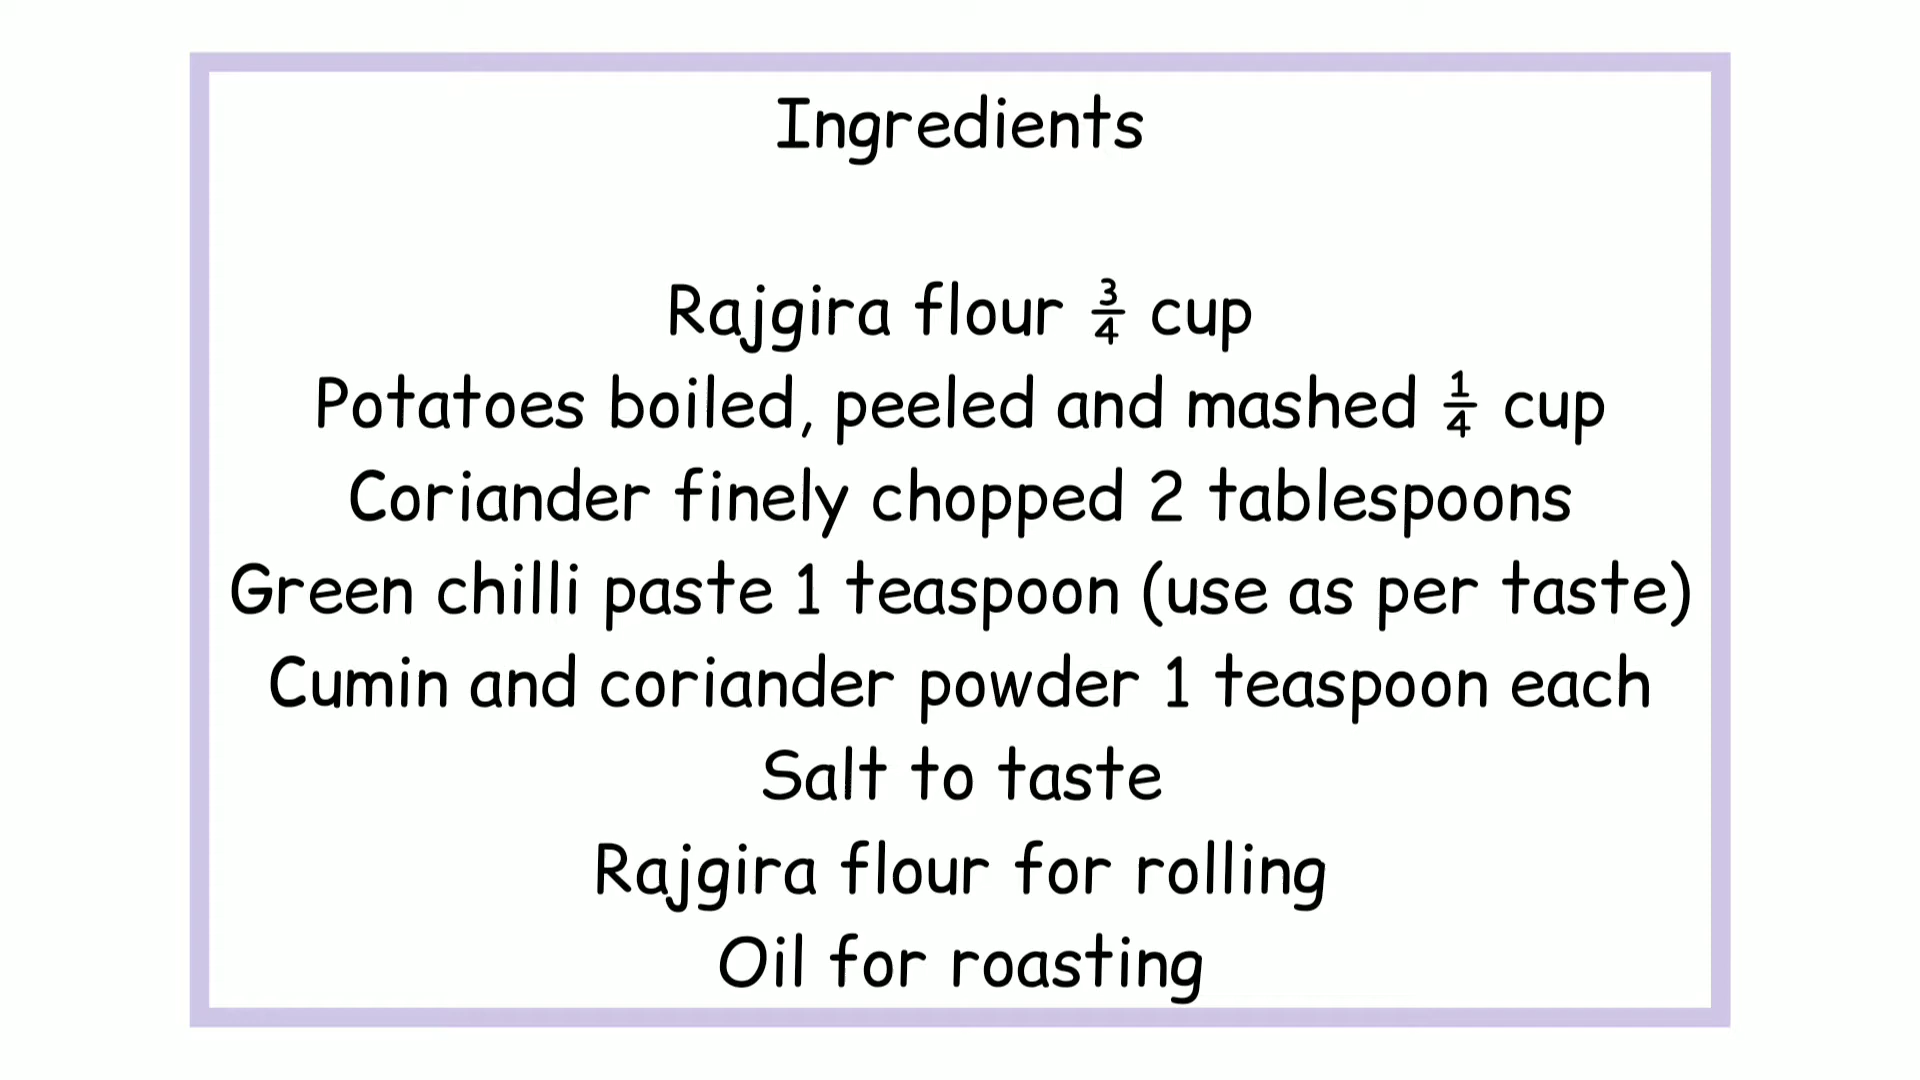 Ingredients
Rajgira flour ¾ cup
Potatoes boiled, peeled and mashed ¼ cup
Coriander finely chopped 2 tablespoons
Green chilli paste 1 teaspoon (use as per taste)
Cumin and coriander powder 1 teaspoon each
Salt to taste
Rajgira flour for rolling
Oil for roasting